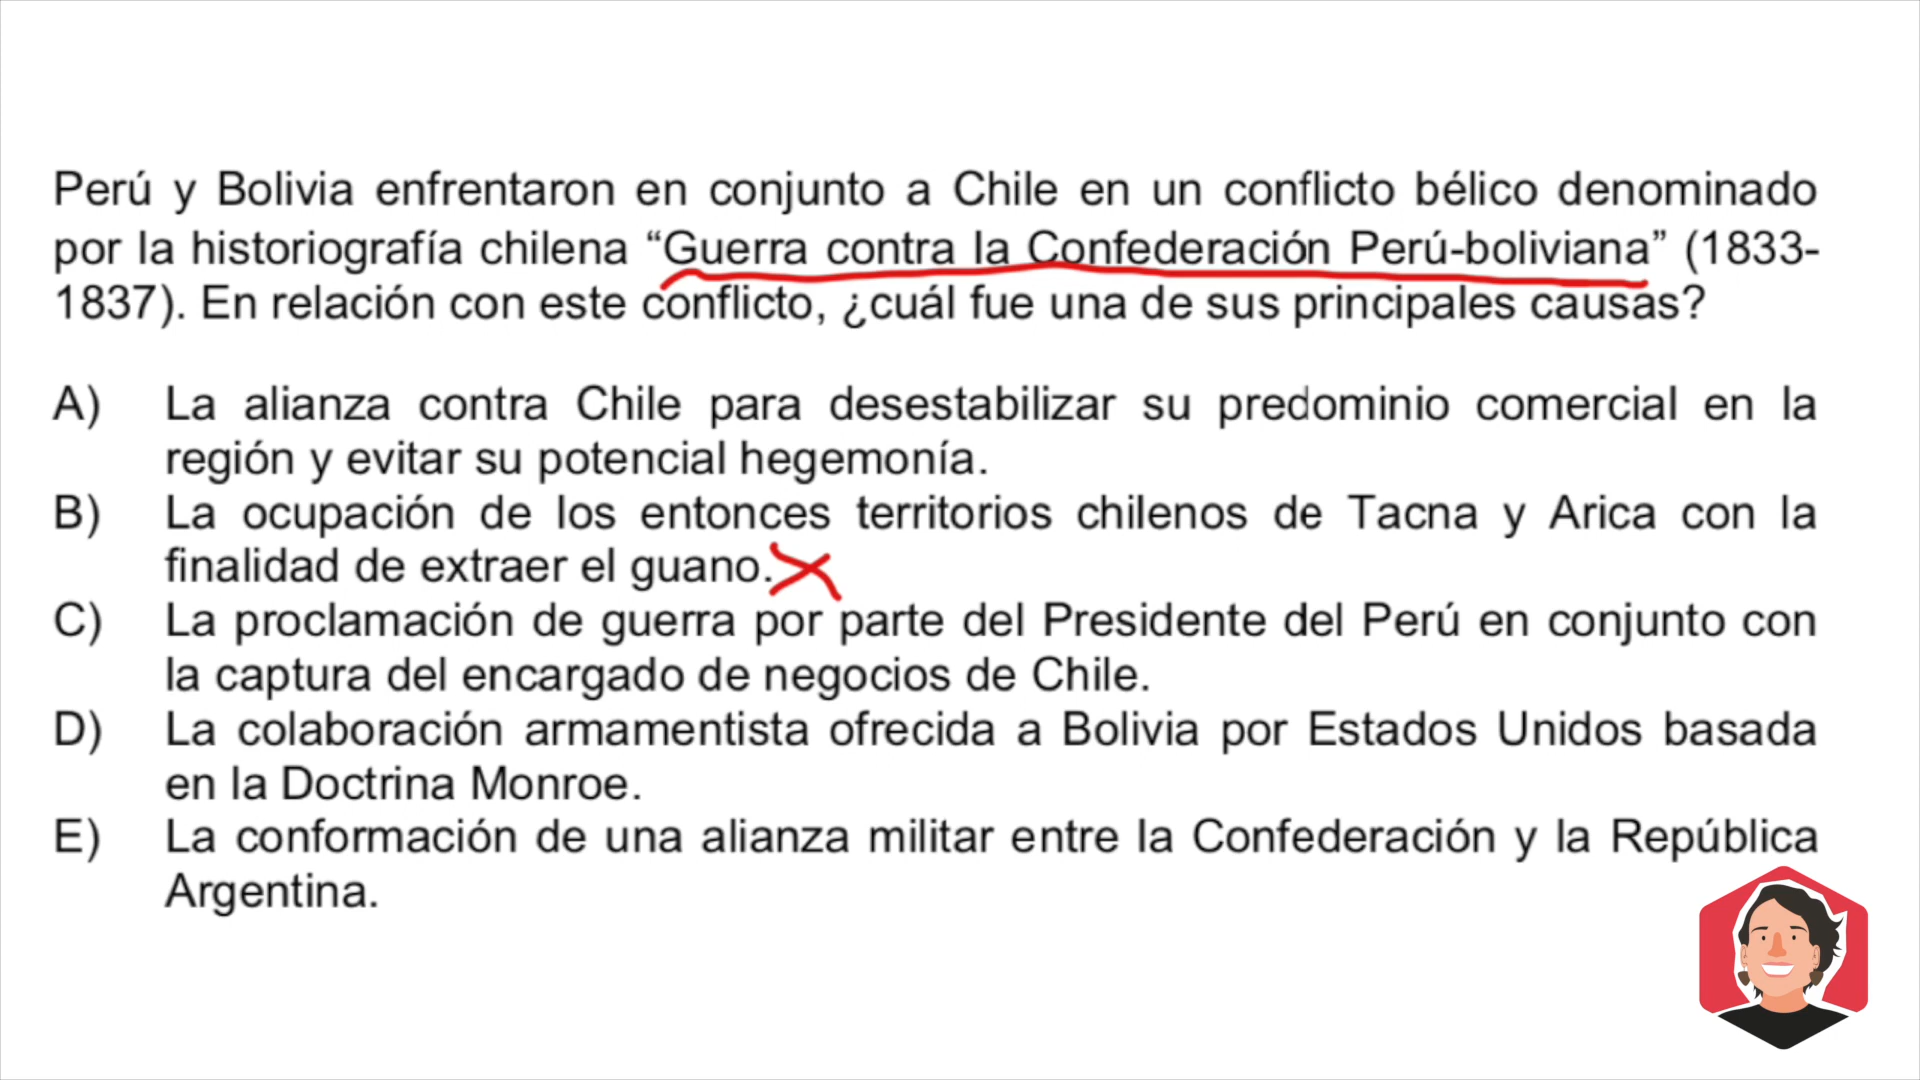 Perú y Bolivia enfrentaron en conjunto a Chile en un conflicto bélico denominado
por la historiografía chilena “Guerra contra la Confederación Perú-boliviana” (1833-
1837). En relación con este conflicto, ¿cuál fue una de sus principales causas?
A) La alianza contra Chile para desestabilizar su predominio comercial en la
región y evitar su potencial hegemonía.
B) La ocupación de los entonces territorios chilenos de Tacna y Arica con la
finalidad de extraer el guano.
C) La proclamación de guerra por parte del Presidente del Perú en conjunto con
la captura del encargado de negocios de Chile.
D) La colaboración armamentista ofrecida a Bolivia por Estados Unidos basada
en la Doctrina Monroe.
E) La conformación de una alianza militar entre la Confederación y la República
Argentina.